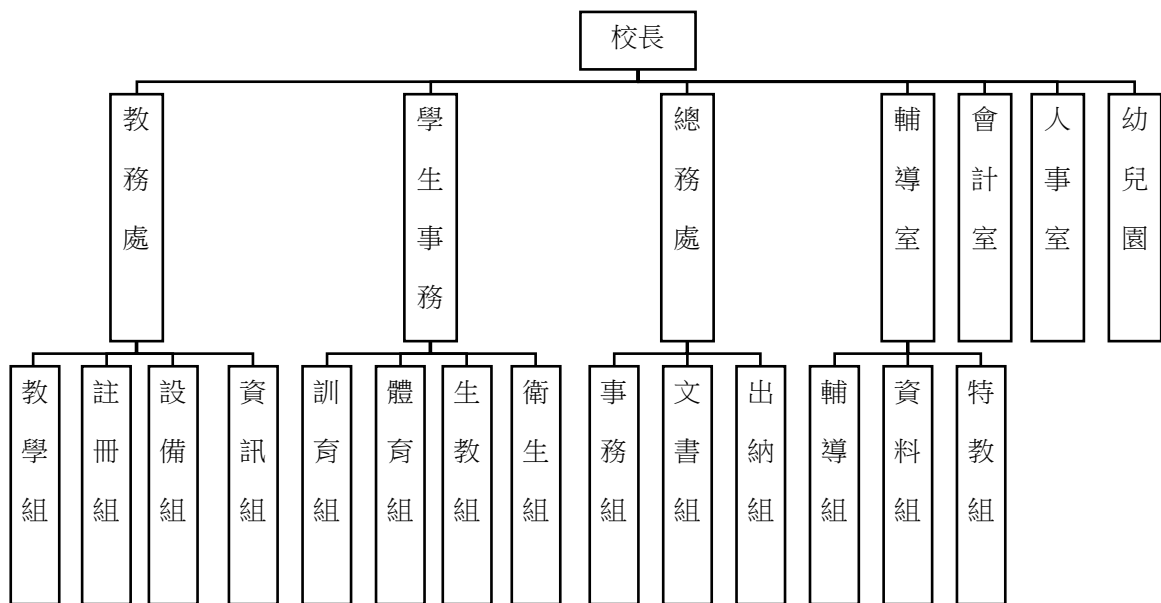 校長
教務處
學生事務
總務處
輔導室
會計室
人事室
幼兒園
教學組
註冊組
設備組
資訊組
訓育組
體育組
生教組
衛生組
事務組
文書組
出納組
輔導組
資料組
特教組